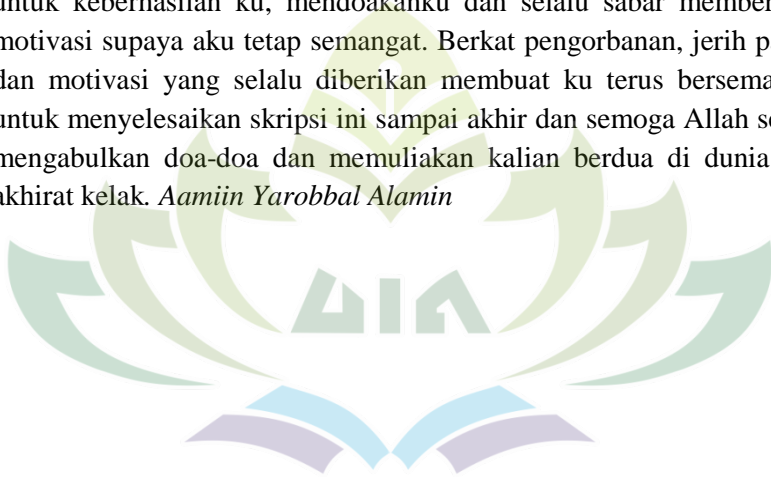 untuk keberhasilan ku, mendoakanku dan selalu sabar
motivasi supaya aku tetap semangat. Berkat pengorbanan, jerih
dan motivasi yang selalu diberikan membuat ku terus
untuk menyelesaikan skripsi ini sampai akhir dan semoga Allah
mengabulkan doa-doa dan memuliakan kalian berdua di dunia
akhirat kelak. Aamiin Yarobbal Alamin
UIN